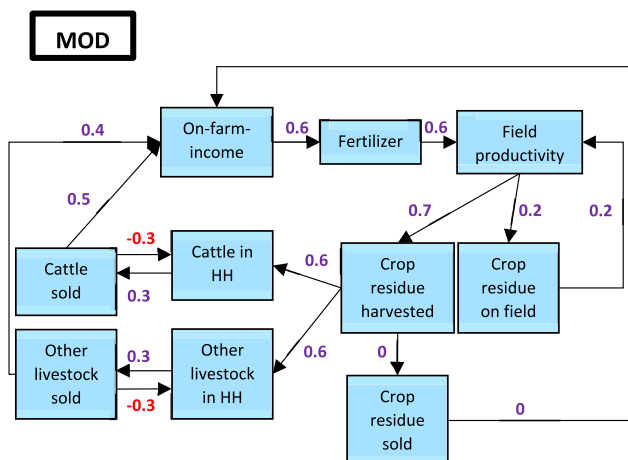 MOD
0.4
On-farm-
income
0.6
Fertilizer
0.6
Field
productivity
0.5
0.7
0.2
0.2
-0.3
Cattle
sold
0.3
Cattle in
HH
0.6
Crop
residue
harvested
Crop
residue
on field
Other
livestock
sold
0.3
-0.3
Other
livestock
in HH
0.6
0
Crop
residue
sold
0